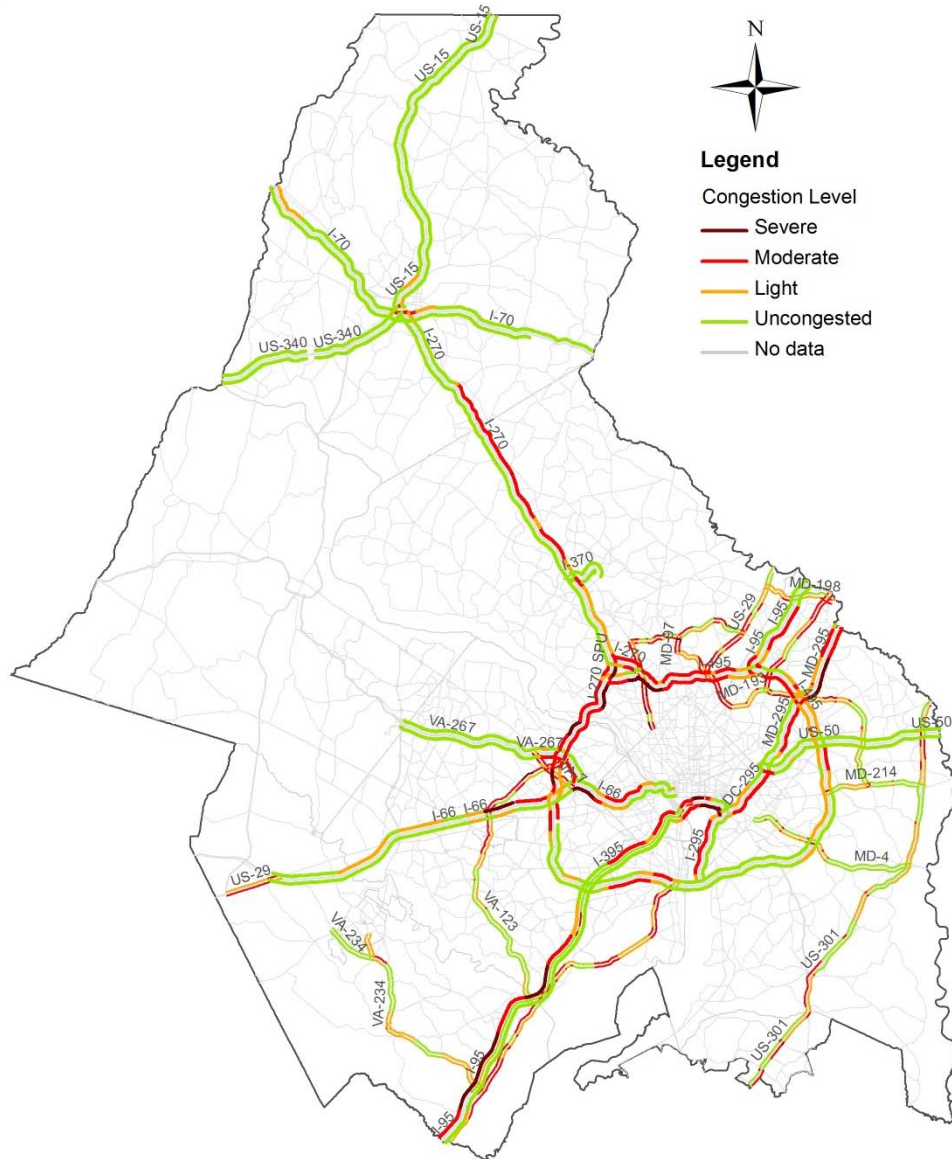 US-15
N
US-15
Legend
Congestion Level
Severe
Moderate
Light
Uncongested
No data
I-70
US-15
I-70
US-340
US-340
I-270
I-270
I-370
MD-198
US-29
I-95
I-95
MD-97
I-270
I-270 SPU
I-495
MD-193
MD-295
MD-295
US-50
US-50
VA-267
VA-267
I-66
MD-214
DC-295
I-66
I-66
I-395
I-295
MD-4
US-29
VA-123
VA-234
VA-234
US-301
US-301
I-95
I-95